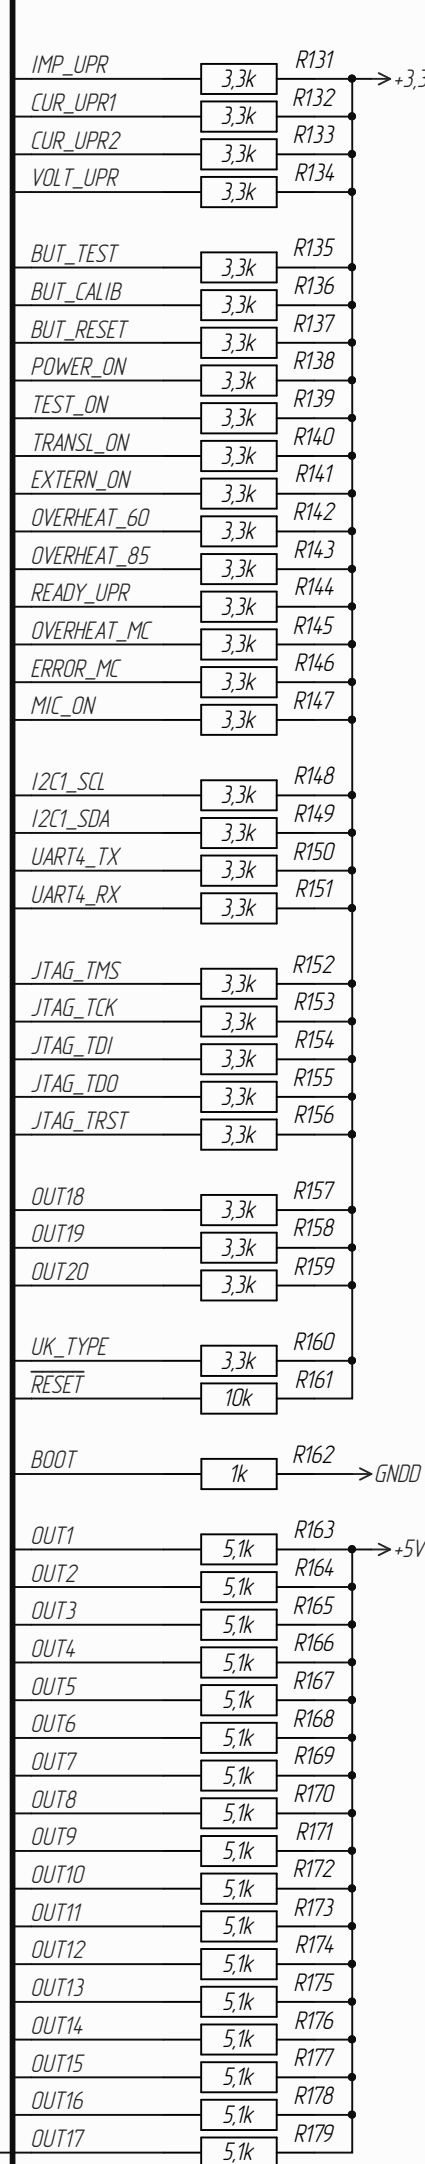 IMP_UPR 3,3k R131 +3,3
CUR_UPR1 3,3k R132
CUR_UPR2 3,3k R133
VOLT_UPR 3,3k R134
BUT_TEST 3,3k R135
BUT_CALIB 3,3k R136
BUT_RESET 3,3k R137
POWER_ON 3,3k R138
TEST_ON 3,3k R139
TRANSL_ON 3,3k R140
EXTERN_ON 3,3k R141
OVERHEAT_60 3,3k R142
OVERHEAT_85 3,3k R143
READY_UPR 3,3k R144
OVERHEAT_MC 3,3k R145
ERROR_MC 3,3k R146
MIC_ON 3,3k R147
I2C1_SCL 3,3k R148
I2C1_SDA 3,3k R149
UART4_TX 3,3k R150
UART4_RX 3,3k R151
JTAG_TMS 3,3k R152
JTAG_TCK 3,3k R153
JTAG_TDI 3,3k R154
JTAG_TDO 3,3k R155
JTAG_TRST 3,3k R156
OUT18 3,3k R157
OUT19 3,3k R158
OUT20 3,3k R159
UK_TYPE 3,3k R160
RESET 10k R161
BOOT 1k R162 GNDD
OUT1 5,1k R163 +5V
OUT2 5,1k R164
OUT3 5,1k R165
OUT4 5,1k R166
OUT5 5,1k R167
OUT6 5,1k R168
OUT7 5,1k R169
OUT8 5,1k R170
OUT9 5,1k R171
OUT10 5,1k R172
OUT11 5,1k R173
OUT12 5,1k R174
OUT13 5,1k R175
OUT14 5,1k R176
OUT15 5,1k R177
OUT16 5,1k R178
OUT17 5,1k R179